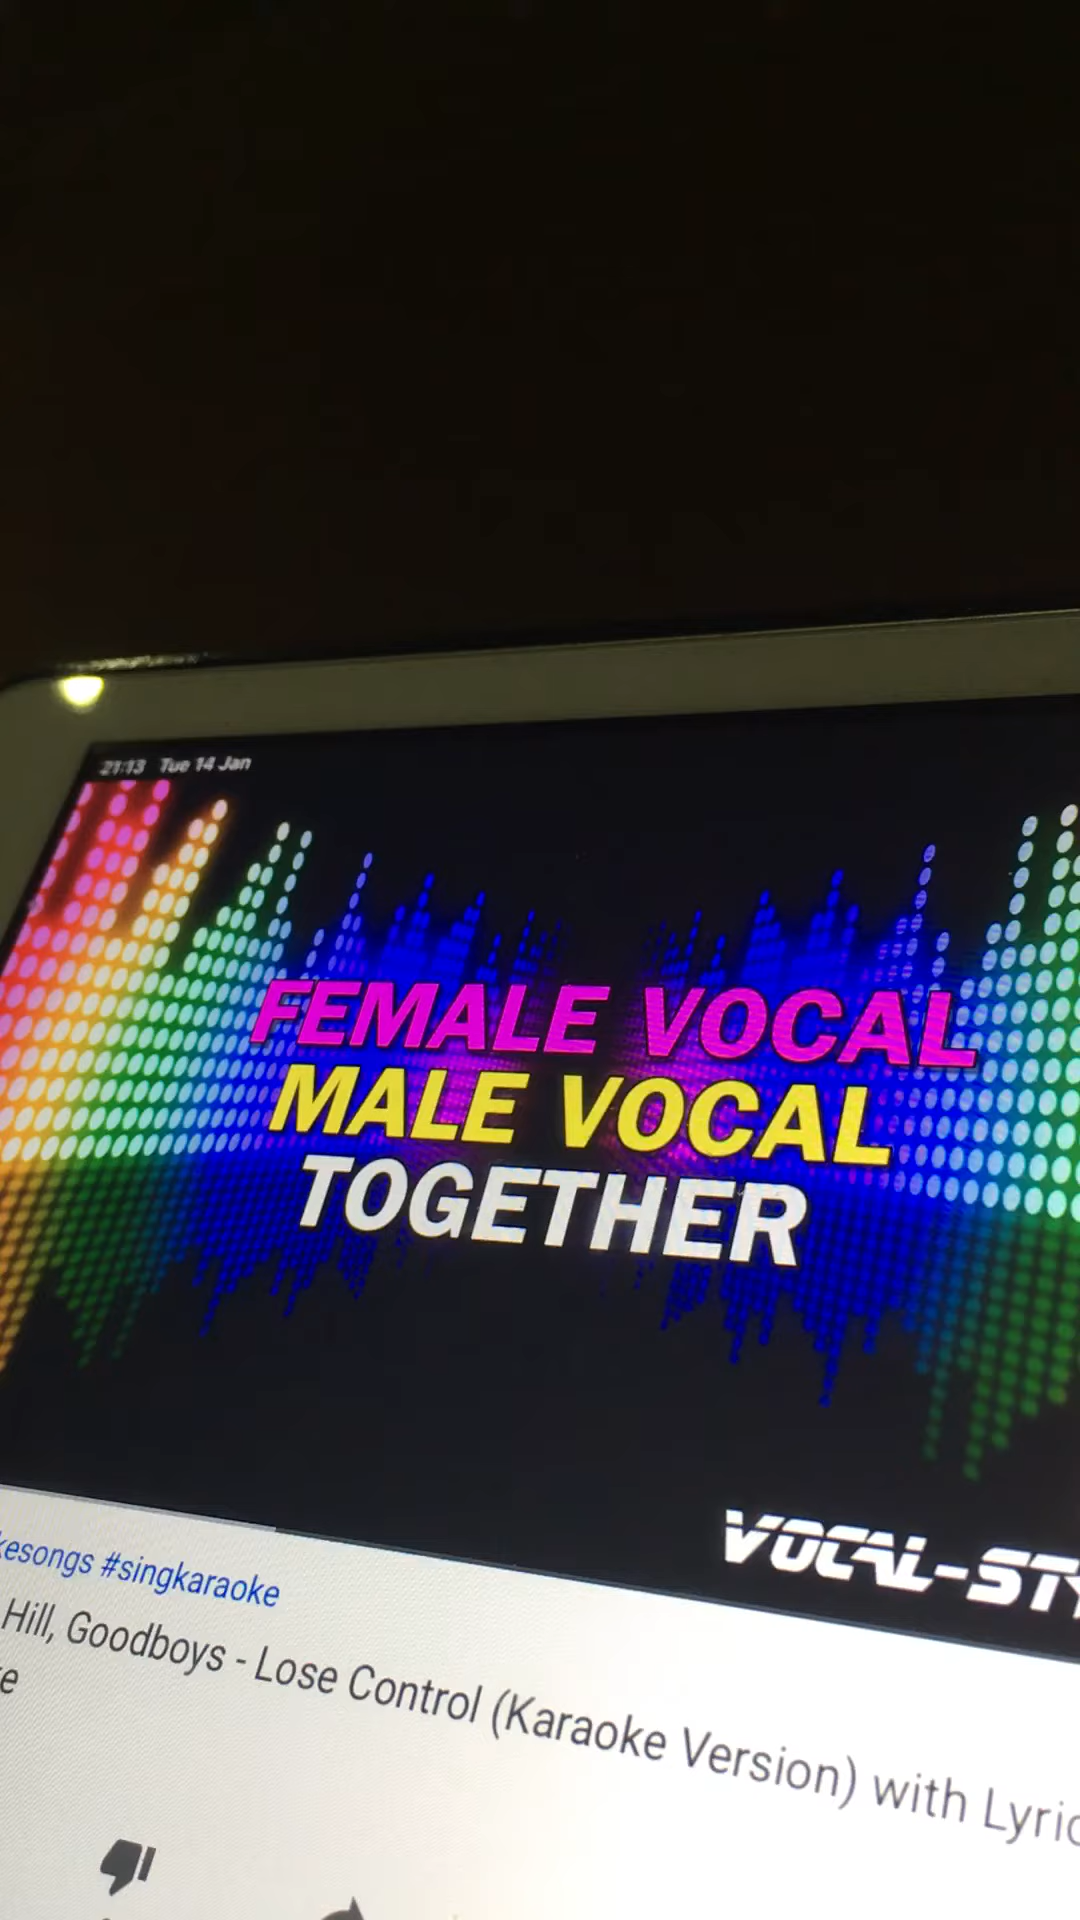 21:13 Tue 14 Jan
FEMALE VOCAL
MALE VOCAL
TOGETHER
VOCAL-STY
kesongs #singkaraoke
Hill, Goodboys - Lose Control (Karaoke Version) with Lyric